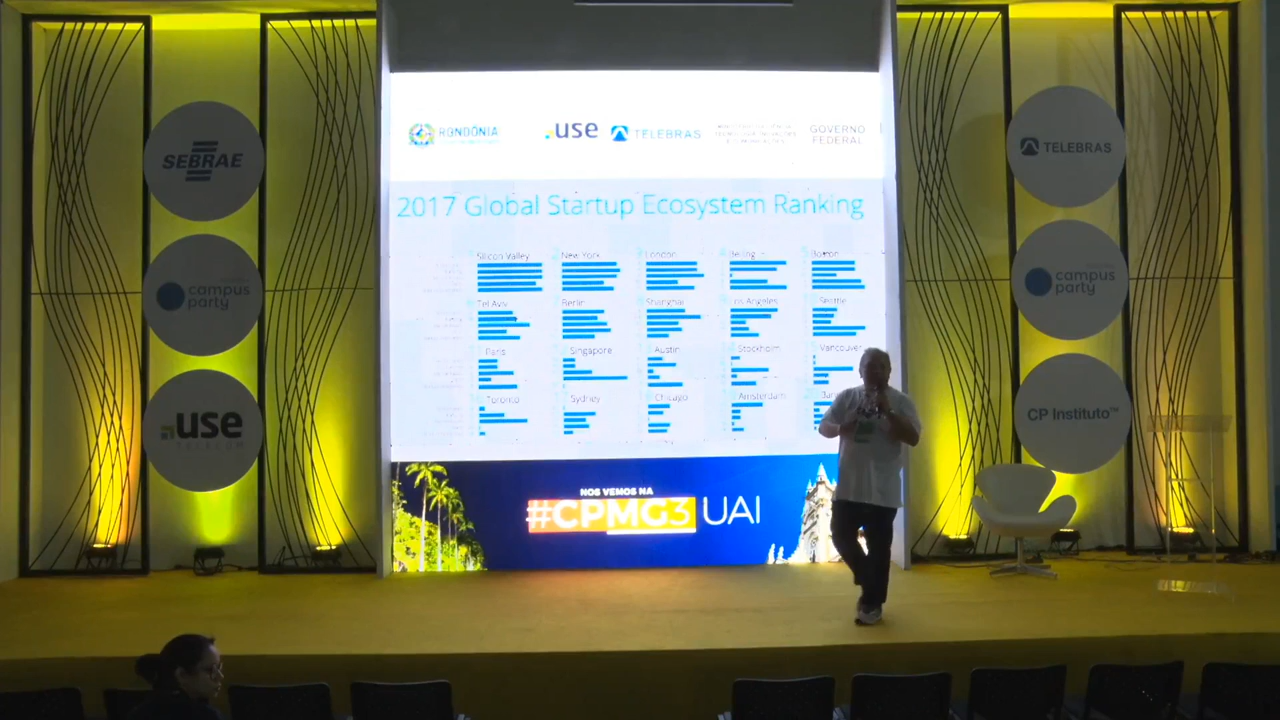 SEBRAE
campus
party
use
TELECOM
RONDÔNIA
use
TELEBRAS
GOVERNO
FEDERAL
2017 Global Startup Ecosystem Ranking
Silicon Valley
New York
London
Beijing
Boston
Tel Aviv
Berlin
Shanghai
Los Angeles
Seattle
Paris
Singapore
Austin
Stockholm
Vancouver
Toronto
Sydney
Chicago
Amsterdam
NOS VEMOS NA
#CPMG3 UAI
TELEBRAS
campus
party
CP Instituto™